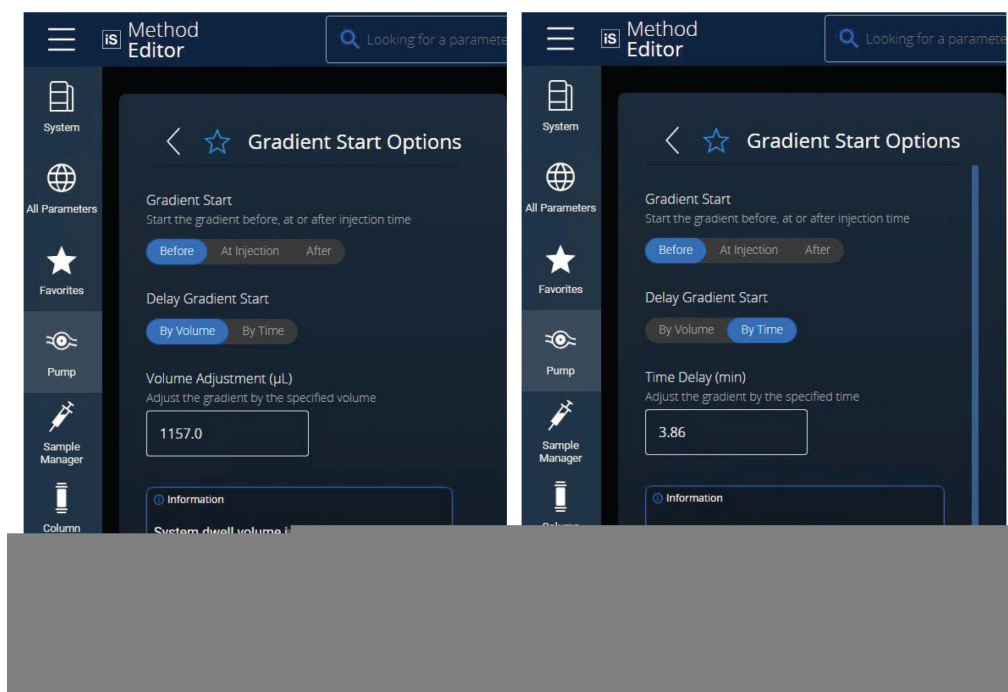 iS Method
Editor
Looking for a paramete
System
All Parameters
Favorites
Pump
Sample
Manager
Column
Gradient Start Options
Gradient Start
Start the gradient before, at or after injection time
Before At Injection After
Delay Gradient Start
By Volume By Time
Volume Adjustment (µL)
Adjust the gradient by the specified volume
1157.0
Information
System dwell volume
iS Method
Editor
Looking for a paramete
System
All Parameters
Favorites
Pump
Sample
Manager
Gradient Start Options
Gradient Start
Start the gradient before, at or after injection time
Before At Injection After
Delay Gradient Start
By Volume By Time
Time Delay (min)
Adjust the gradient by the specified time
3.86
Information